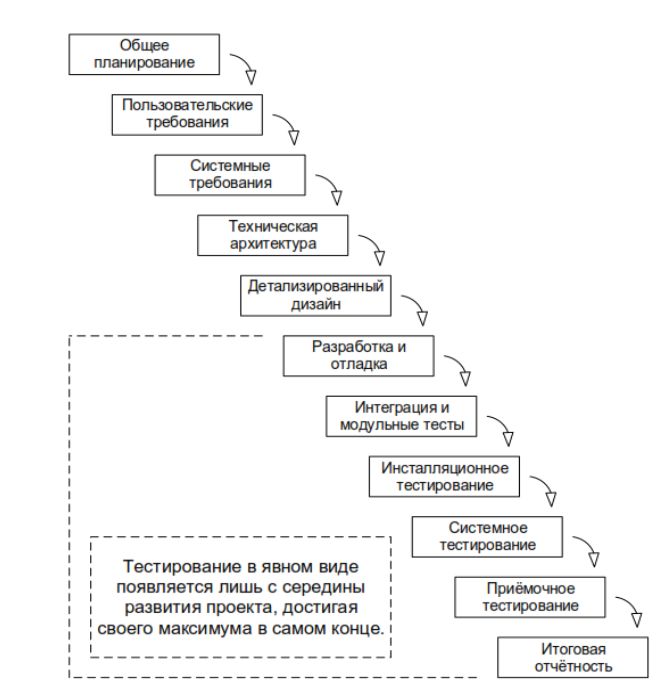 Общее
планирование
Пользовательские
требования
Системные
требования
Техническая
архитектура
Детализированный
дизайн
Разработка и
отладка
Интеграция и
модульные тесты
Инсталляционное
тестирование
Системное
тестирование
Тестирование в явном виде
появляется лишь с середины
развития проекта, достигая
своего максимума в самом конце.
Приёмочное
тестирование
Итоговая
отчётность